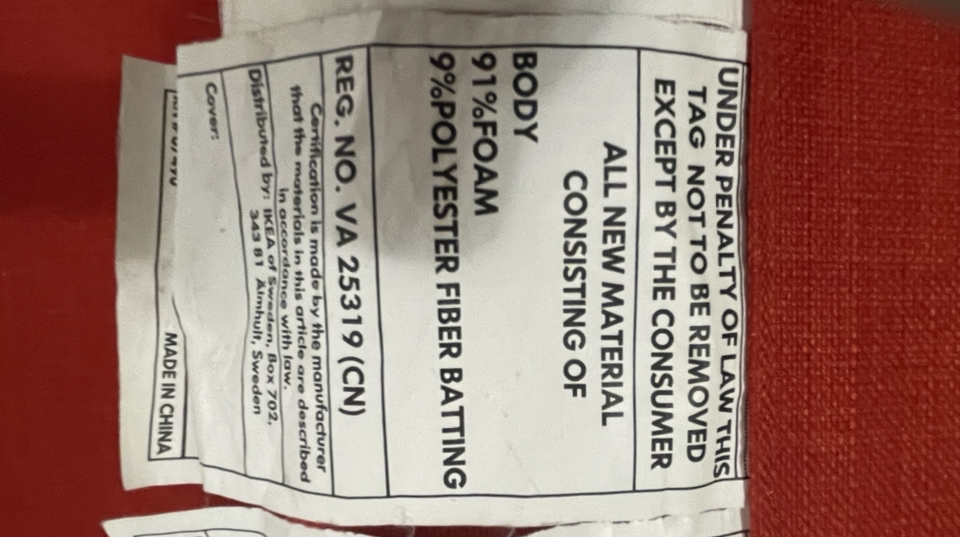 UNDER PENALTY OF LAW THIS
TAG NOT TO BE REMOVED
EXCEPT BY THE CONSUMER
ALL NEW MATERIAL
CONSISTING OF
BODY
91%FOAM
9%POLYESTER FIBER BATTING
REG. NO. VA 25319 (CN)
Certification is made by the manufacturer
that the materials in this article are described
in accordance with law.
Distributed by: IKEA of Sweden, Box 702,
343 81 Älmhult, Sweden
Cover:
MADE IN CHINA